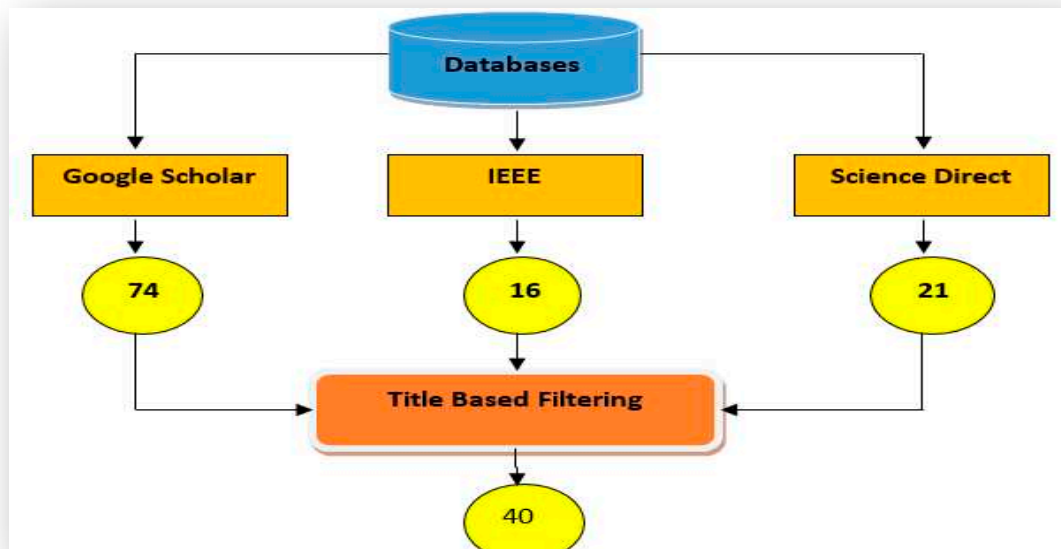 Databases
Google Scholar
IEEE
Science Direct
74
16
21
Title Based Filtering
40